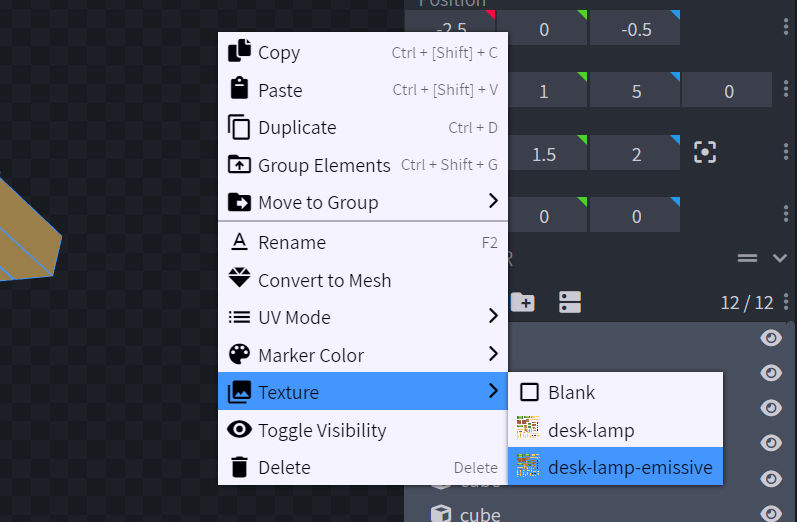 Position
-2.5 0 -0.5
Copy Ctrl + [Shift] + C
Paste Ctrl + [Shift] + V
1 5 0
Duplicate Ctrl + D
Group Elements Ctrl + Shift + G
1.5 2
Move to Group
0 0
Rename F2
R
Convert to Mesh
12 / 12
UV Mode
Marker Color
Texture
Blank
Toggle Visibility
desk-lamp
Delete Delete
desk-lamp-emissive
cube
cube